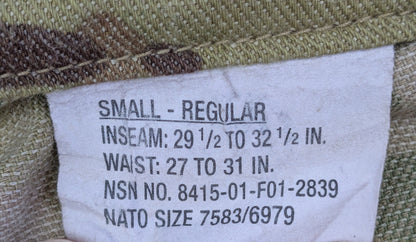 SMALL - REGULAR
INSEAM: 29 1/2 TO 32 1/2 IN.
WAIST: 27 TO 31 IN.
NSN NO. 8415-01-F01-2839
NATO SIZE 7583/6979